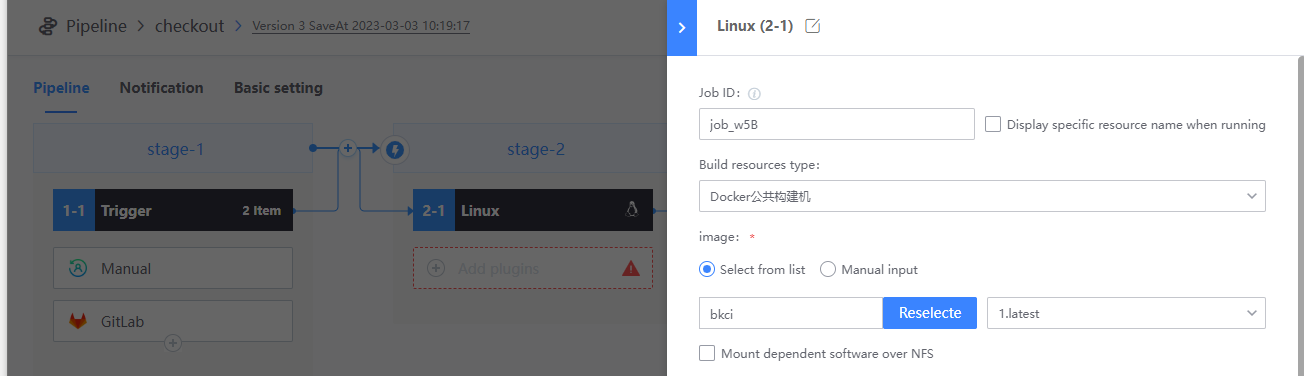 Pipeline > checkout > Version 3 SaveAt 2023-03-03 10:19:17
Pipeline Notification Basic setting
stage-1
stage-2
1-1 Trigger 2 Item
Manual
GitLab
2-1 Linux
Add plugins
Linux (2-1)
Job ID:
job_w5B
Display specific resource name when running
Build resources type:
Docker公共构建机
image: *
Select from list Manual input
bkci Reselecte 1.latest
Mount dependent software over NFS